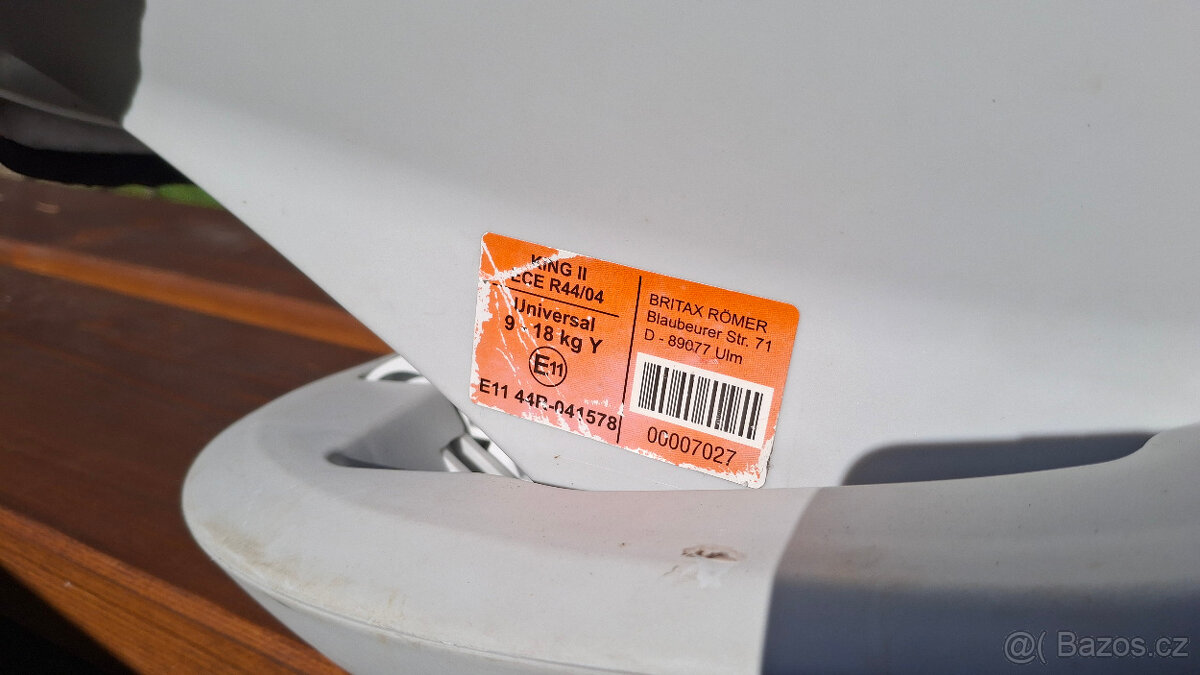 KING II
ECE R44/04
Universal
9 - 18 kg Y
E11
E11 44R-041578
BRITAX RÖMER
Blaubeurer Str. 71
D - 89077 Ulm
00007027
@( Bazos.cz